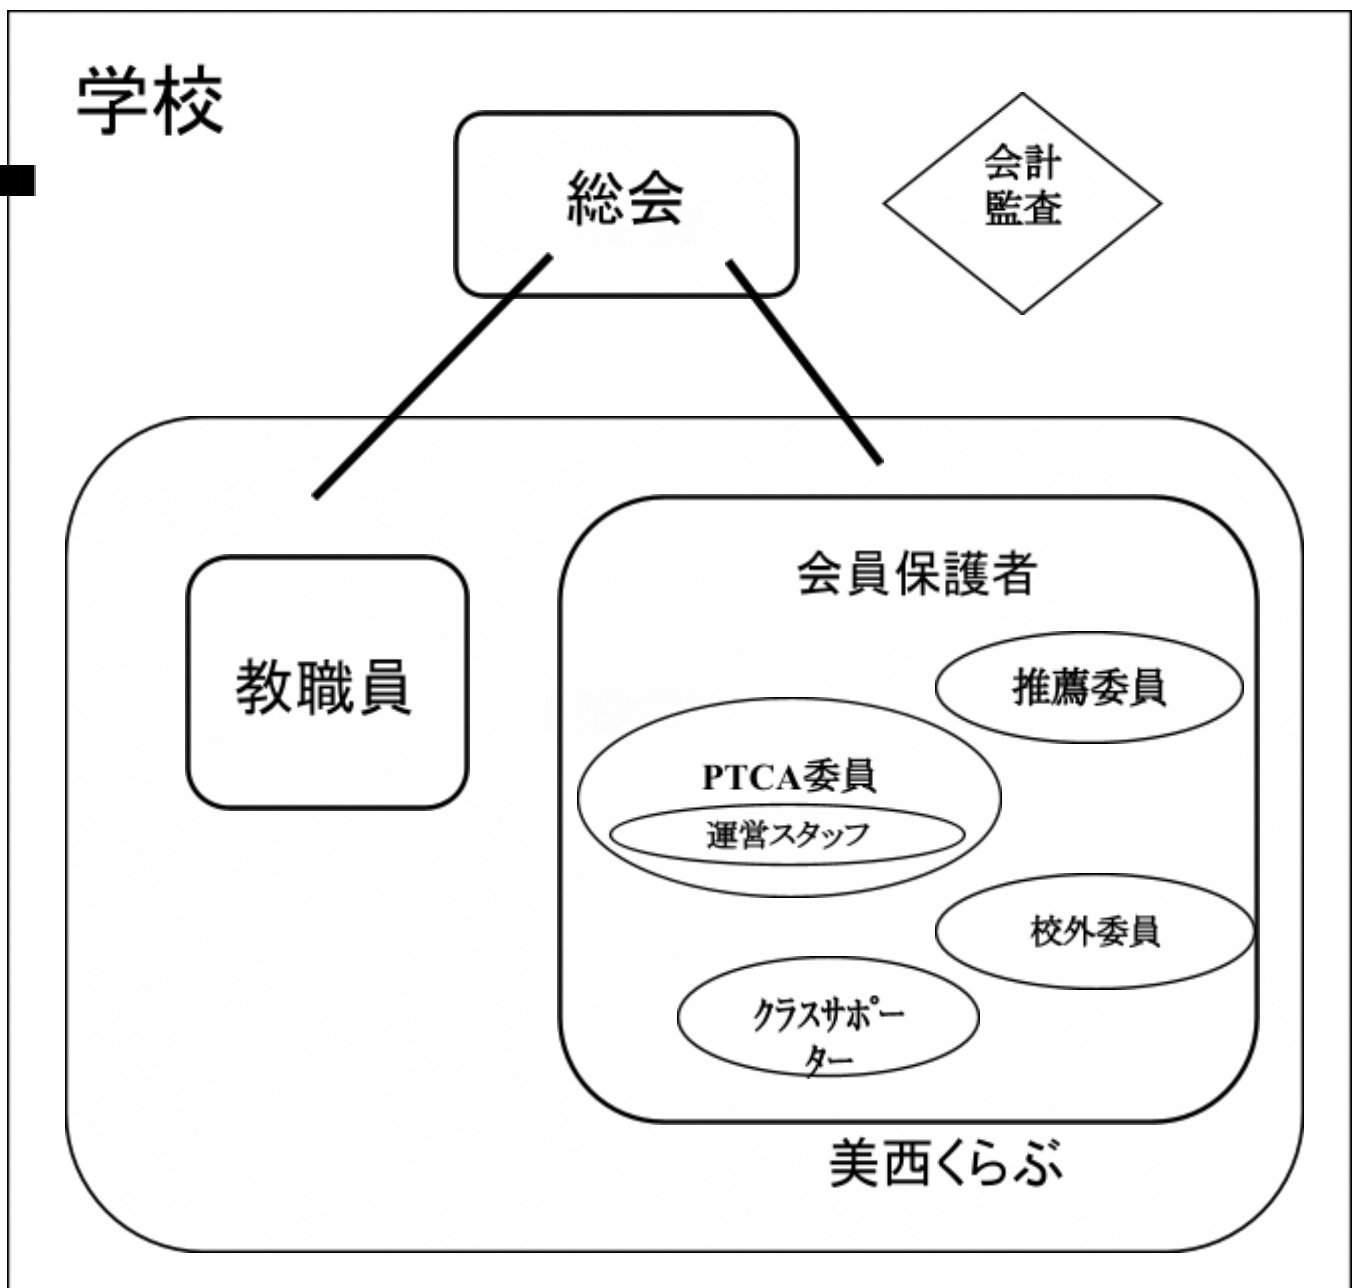 学校
総会
会計
監査
教職員
会員保護者
推薦委員
PTCA委員
運営スタッフ
校外委員
クラスサポー
ター
美西くらぶ